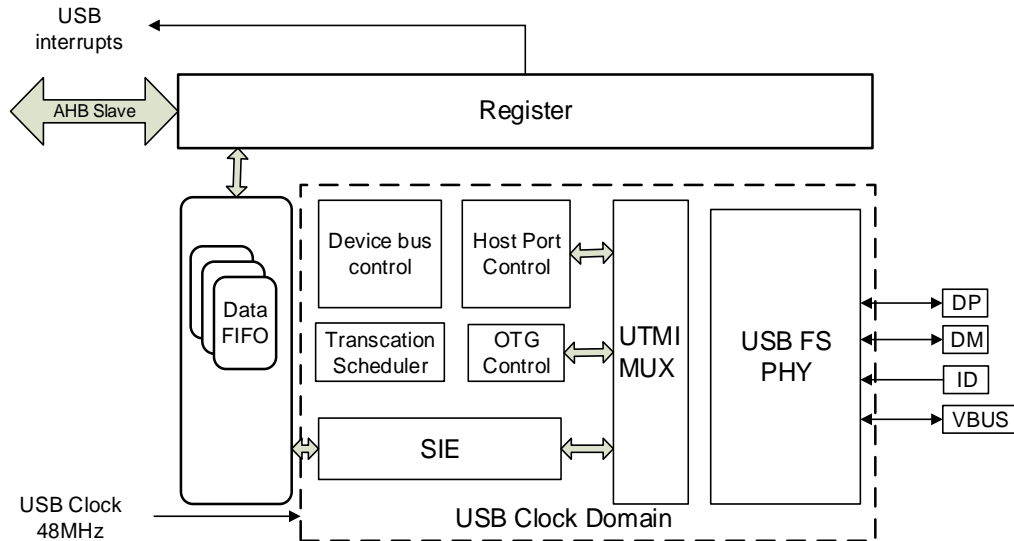 USB
interrupts
AHB Slave
Register
Device bus
control
Host Port
Control
Data
FIFO
Transcation
Scheduler
OTG
Control
UTMI
MUX
USB FS
PHY
DP
DM
ID
VBUS
SIE
USB Clock
48MHz
USB Clock Domain